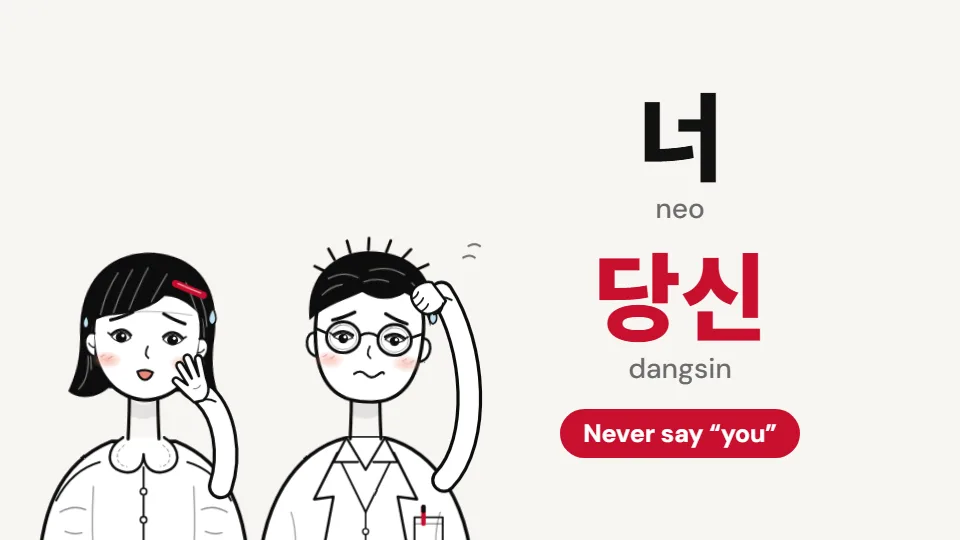 너
neo
당신
dangsin
Never say “you”